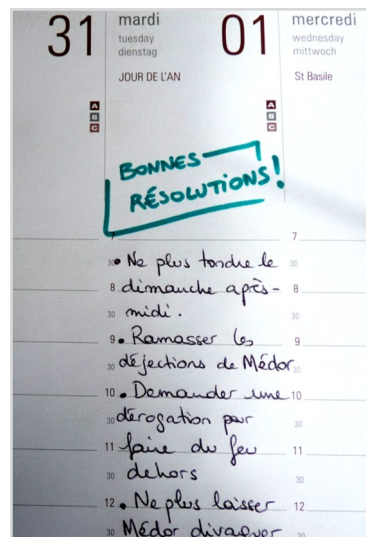 31
mardi
tuesday
dienstag
JOUR DE L'AN
01
mercredi
wednesday
mittwoch
St Basile
A
B
C
A
B
C
BONNES
RÉSOLUTIONS!
7
7
30 • Ne plus tondre le 30
8 dimanche après- 8
30 midi. 30
9 • Ramasser les 9
30 déjections de Médor 30
10 • Demander une 10
30 dérogation pour 30
11 faire du feu 11
30 dehors 30
12 • Ne plus laisser 12
30 Médor divaguer 30